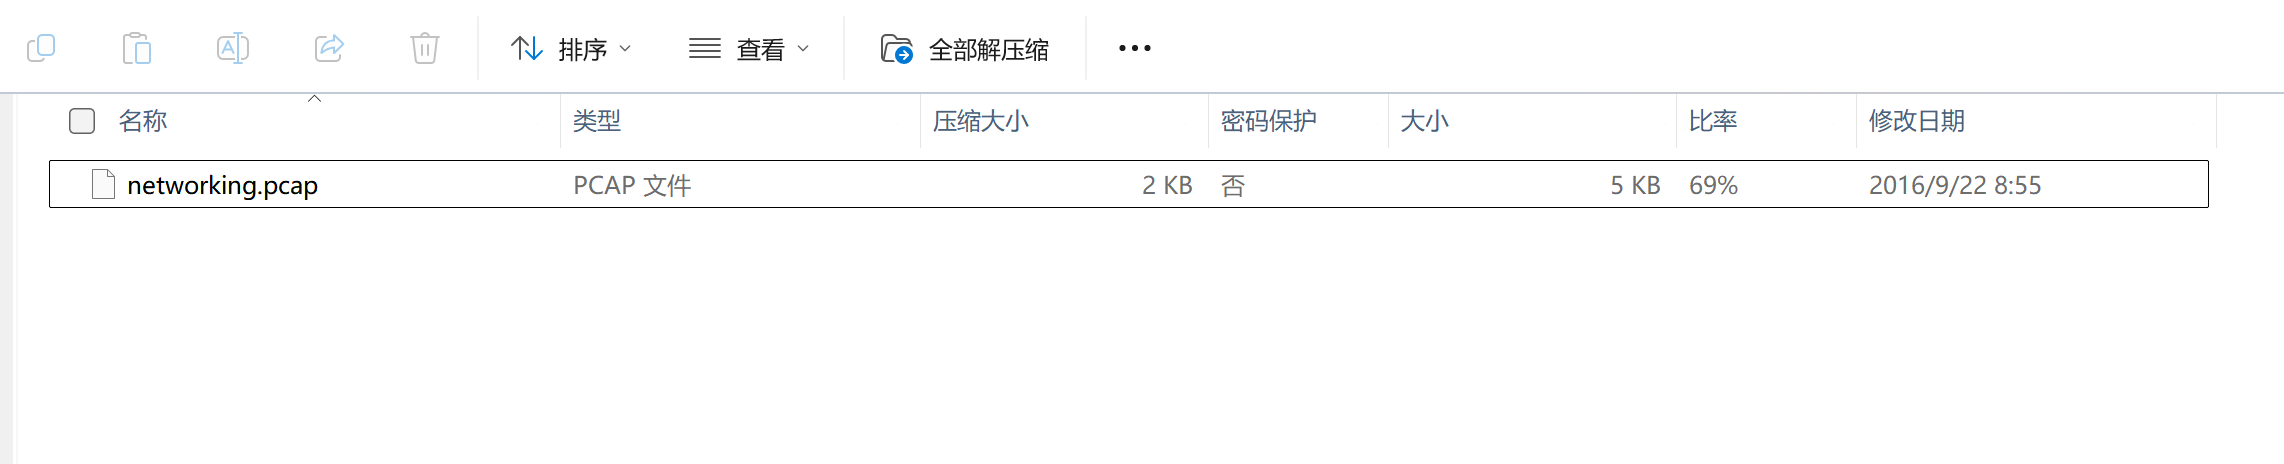 排序 查看 全部解压缩
名称 类型 压缩大小 密码保护 大小 比率 修改日期
networking.pcap PCAP 文件 2 KB 否 5 KB 69% 2016/9/22 8:55